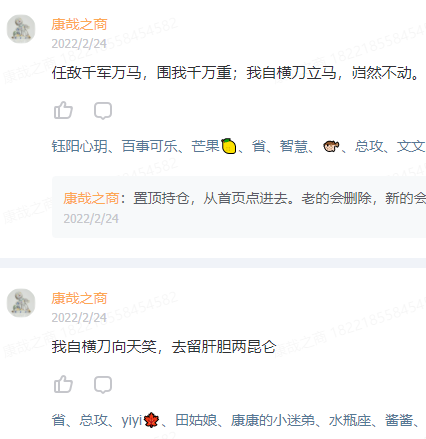 康哉之商
2022/2/24
任敌千军万马，围我千万重；我自横刀立马，岿然不动。
钰阳心玥、百事可乐、芒果🍋、省、智慧、🐡、总攻、文文
康哉之商：置顶持仓，从首页点进去。老的会删除，新的会
2022/2/24
康哉之商
2022/2/24
我自横刀向天笑，去留肝胆两昆仑
省、总攻、yiyi🍁、田姑娘、康康的小迷弟、水瓶座、酱酱、